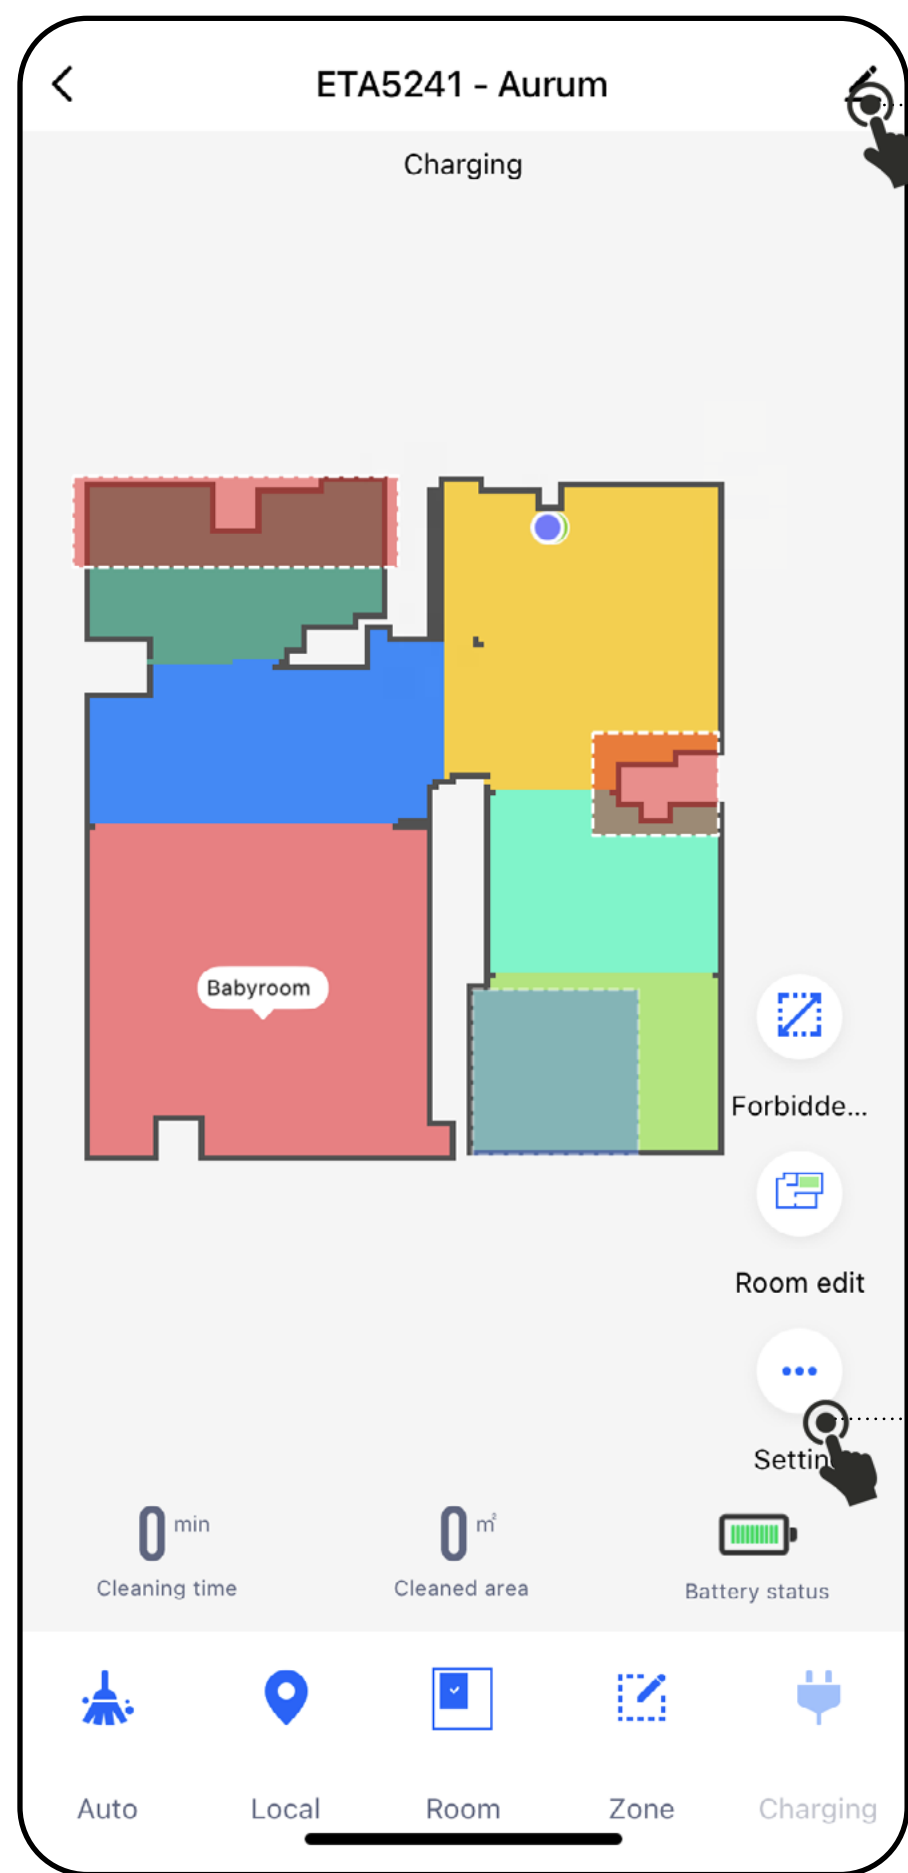 ETA5241 - Aurum
Charging
Babyroom
Forbidde...
Room edit
Settin
0 min
Cleaning time
0 m²
Cleaned area
Battery status
Auto
Local
Room
Zone
Charging